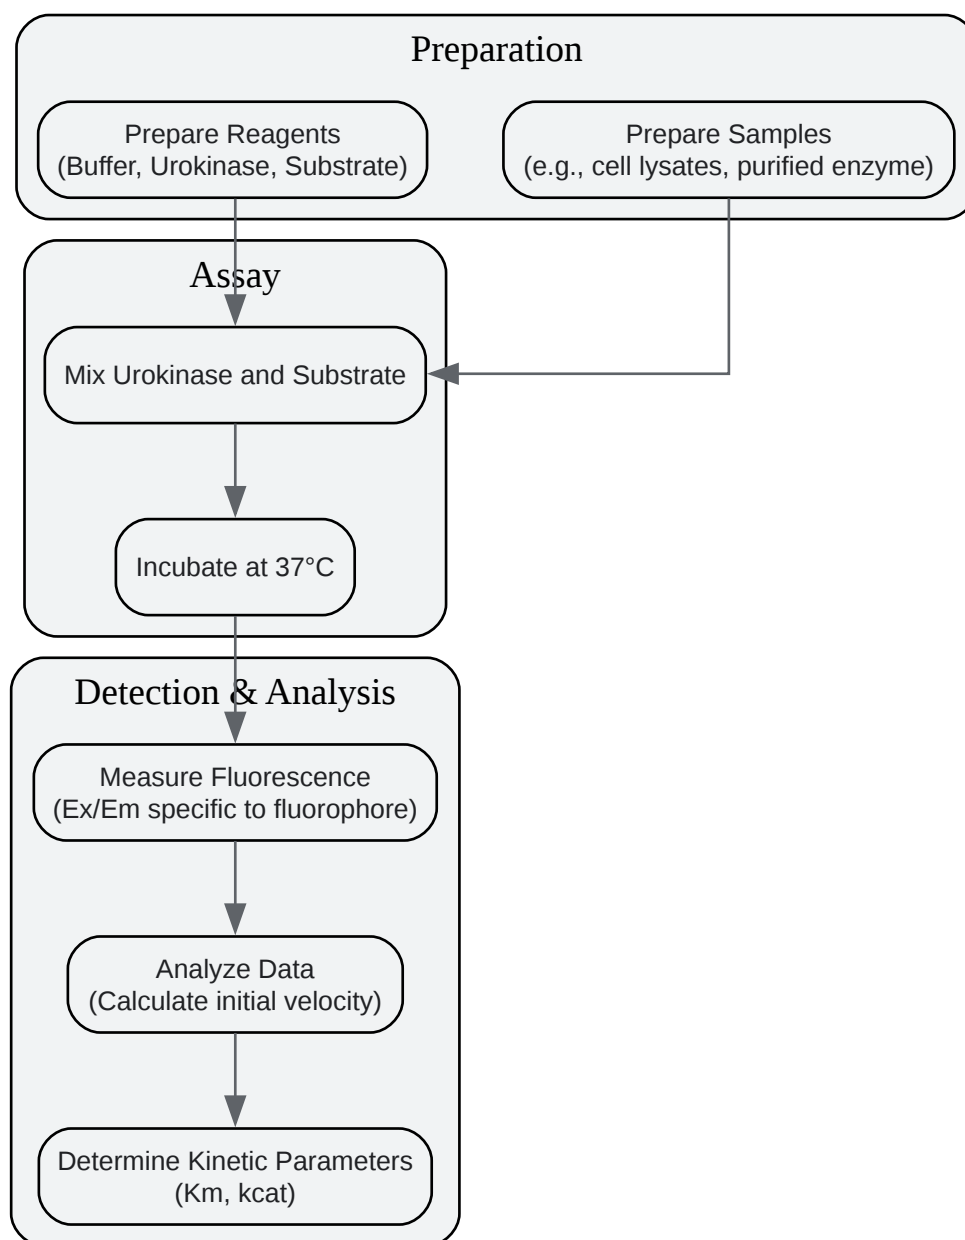 Preparation
Prepare Reagents
(Buffer, Urokinase, Substrate)
Prepare Samples
(e.g., cell lysates, purified enzyme)
Assay
Mix Urokinase and Substrate
Incubate at 37°C
Detection & Analysis
Measure Fluorescence
(Ex/Em specific to fluorophore)
Analyze Data
(Calculate initial velocity)
Determine Kinetic Parameters
(Km, kcat)